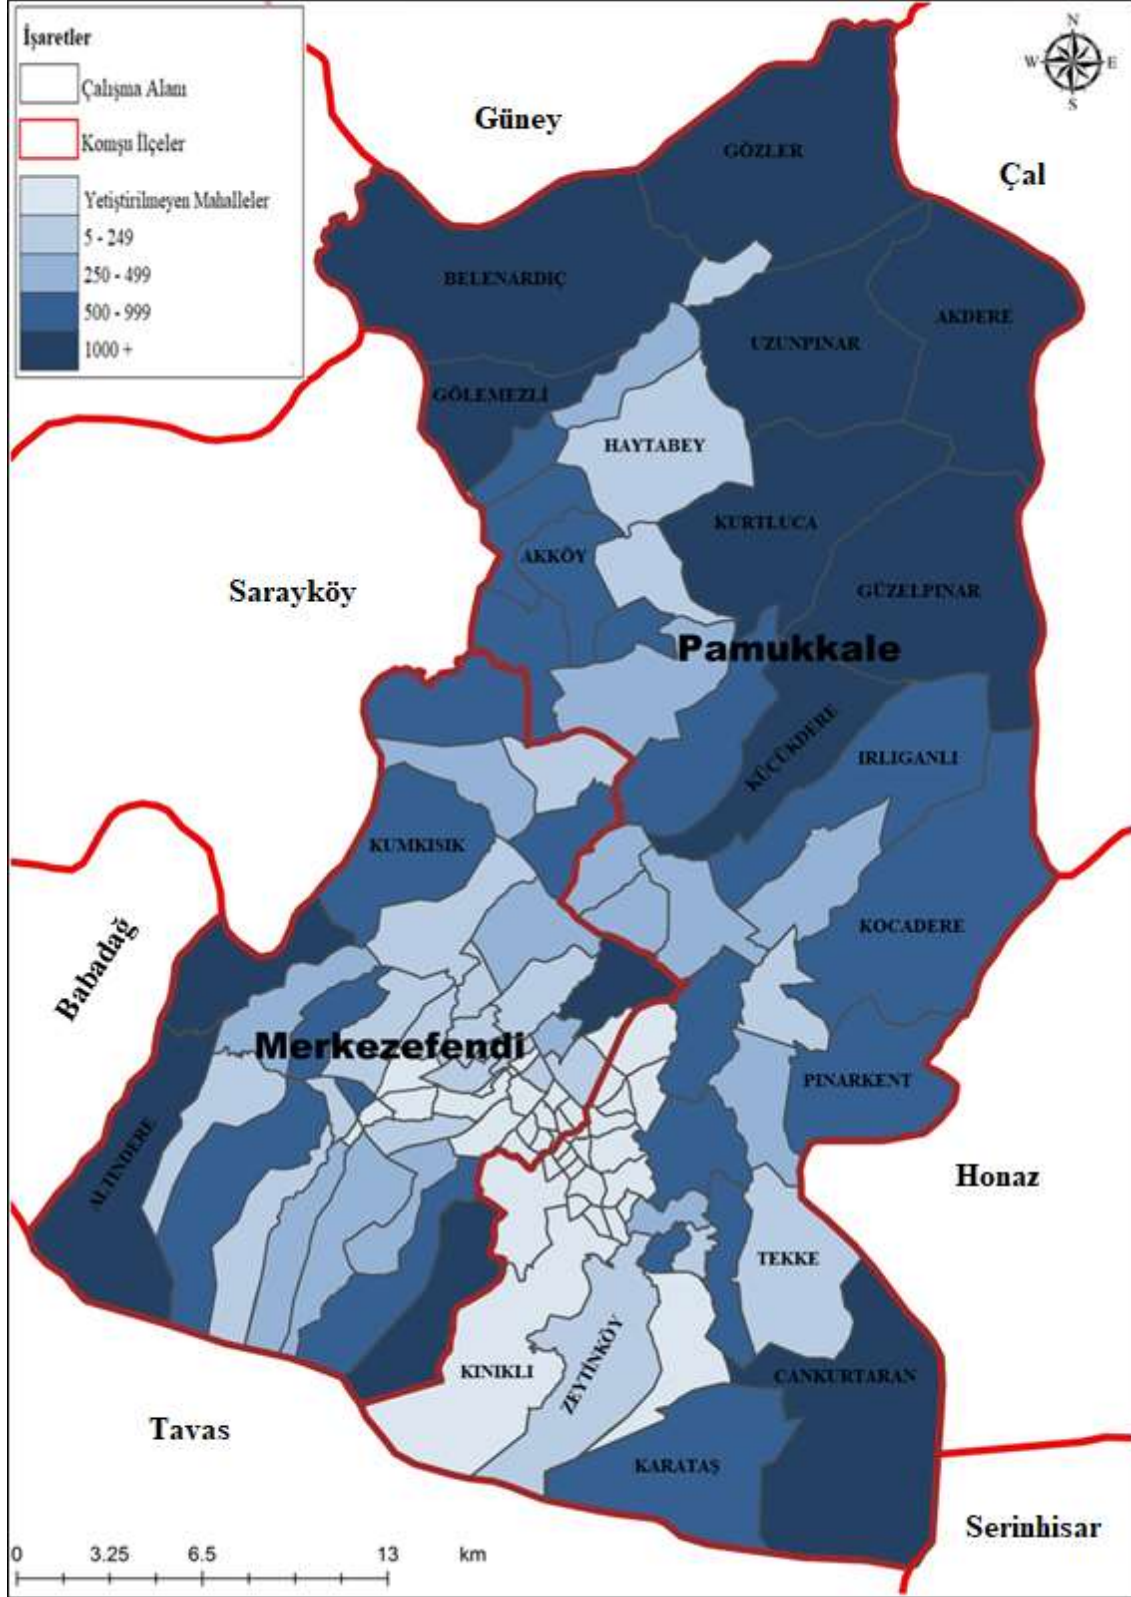 İşaretler
Çalışma Alanı
Komşu İlçeler
Yetiştirilmeyen Mahalleler
5 - 249
250 - 499
500 - 999
1000 +
N
W
E
S
Güney
Çal
GÖZLER
BELENARDIÇ
AKDERE
UZUNPINAR
GÖLEMEZLİ
HAYTABEY
KURTLUCA
AKKÖY
GÜZELPINAR
Sarayköy
Pamukkale
KÜÇÜKDERE
IRLIGANLI
KUMKISIK
KOCADERE
Babadağ
Merkezefendi
PINARKENT
ALTINDERE
Honaz
TEKKE
KINIKLI
ZEYTİNKÖY
CANKURTARAN
Tavas
KARATAŞ
Serinhisar
0 3.25 6.5 13 km